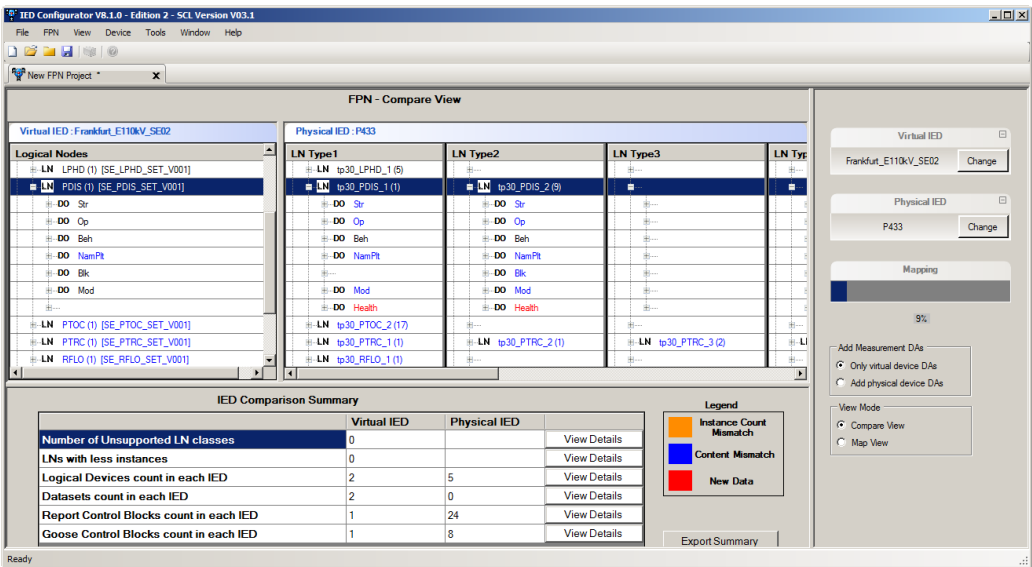 IED Configurator V8.1.0 - Edition 2 - SCL Version V03.1
File FPN View Device Tools Window Help
New FPN Project * x
FPN - Compare View
Virtual IED : Frankfurt_E110kV_SE02 Physical IED : P433
Logical Nodes LN Type1 LN Type2 LN Type3 LN Typ
LN LPHD (1) [SE_LPHD_SET_V001] LN tp30_LPHD_1 (5)
LN PDIS (1) [SE_PDIS_SET_V001] LN tp30_PDIS_1 (1) LN tp30_PDIS_2 (9)
DO Str DO Str DO Str
DO Op DO Op DO Op
DO Beh DO Beh DO Beh
DO NamPlt DO NamPlt DO NamPlt
DO Blk DO Blk
DO Mod DO Mod DO Mod
DO Health DO Health
LN PTOC (1) [SE_PTOC_SET_V001] LN tp30_PTOC_2 (17)
LN PTRC (1) [SE_PTRC_SET_V001] LN tp30_PTRC_1 (1) LN tp30_PTRC_2 (1) LN tp30_PTRC_3 (2) LN
LN RFLO (1) [SE_RFLO_SET_V001] LN tp30_RFLO_1 (1)
Virtual IED
Frankfurt_E110kV_SE02 Change
Physical IED
P433 Change
Mapping
9%
Add Measurement DAs
Only virtual device DAs
Add physical device DAs
View Mode
Compare View
Map View
IED Comparison Summary
Virtual IED Physical IED
Number of Unsupported LN classes 0 View Details
LNs with less instances 0 View Details
Logical Devices count in each IED 2 5 View Details
Datasets count in each IED 2 0 View Details
Report Control Blocks count in each IED 1 24 View Details
Goose Control Blocks count in each IED 1 8 View Details
Legend
Instance Count
Mismatch
Content Mismatch
New Data
Export Summary
Ready